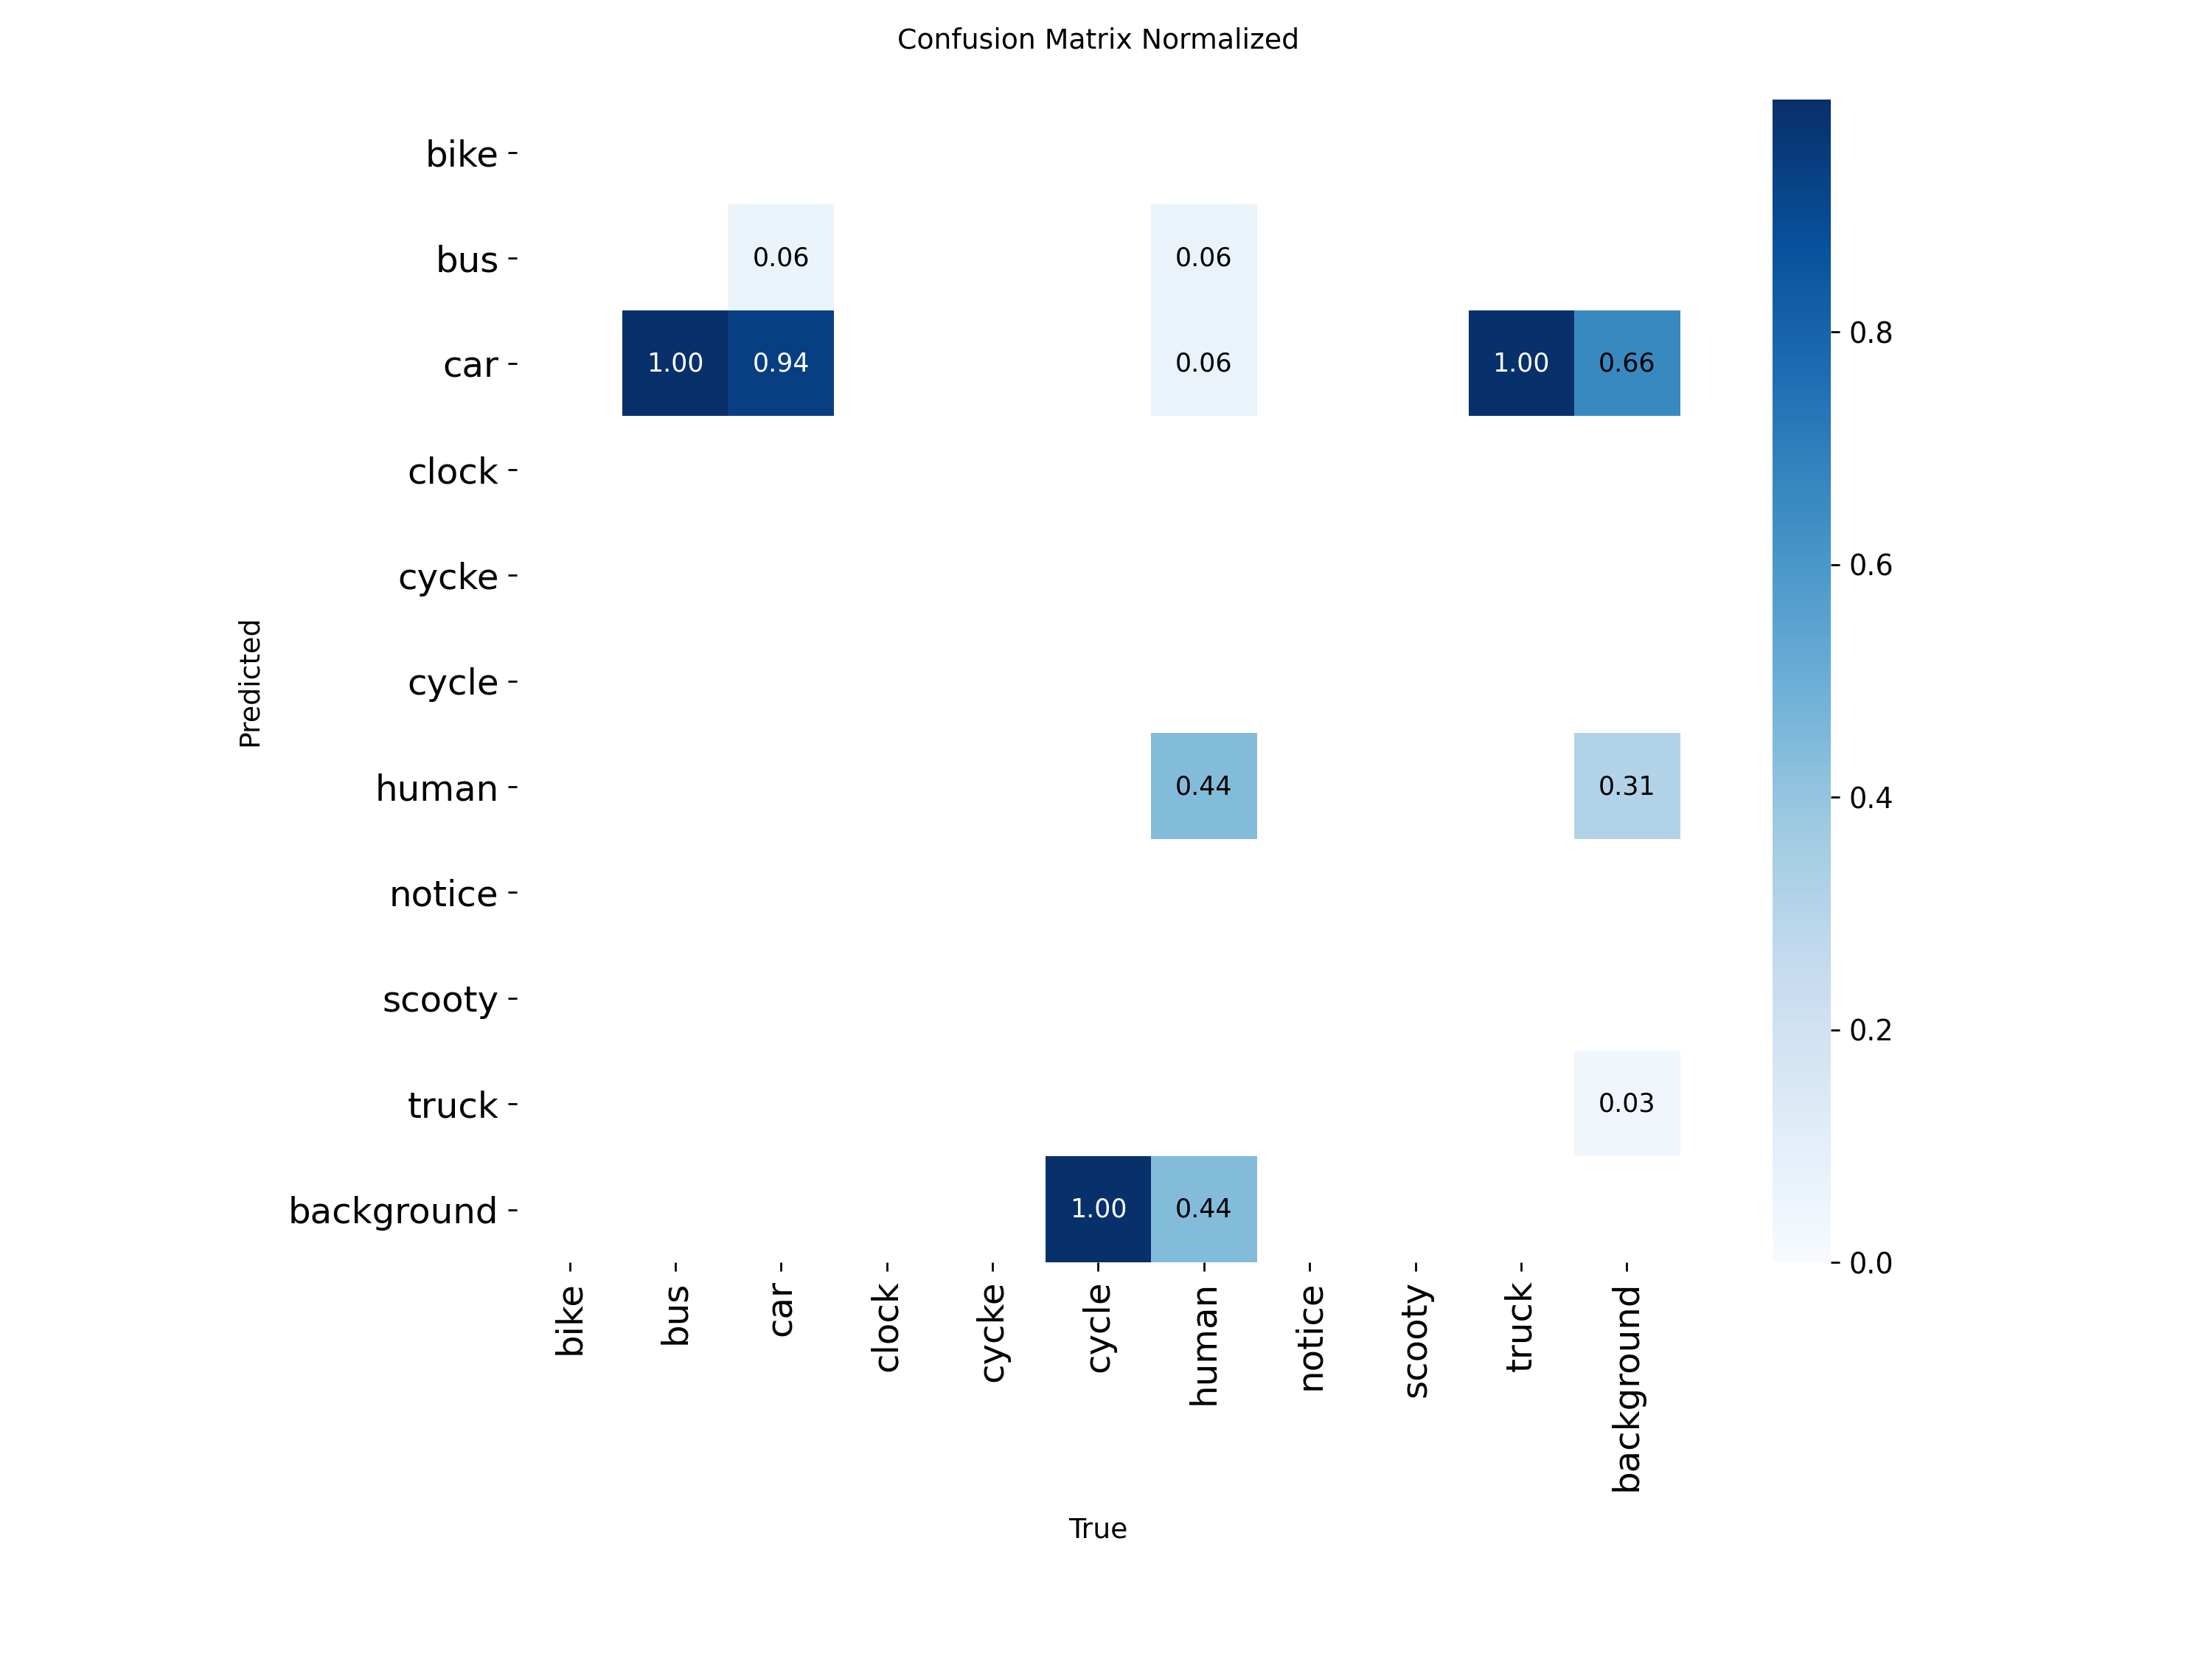 Confusion Matrix Normalized
bike
bus
0.06 0.06
car
1.00 0.94 0.06 1.00 0.66
clock
cycke
cycle
human
0.44 0.31
notice
scooty
truck
0.03
background
1.00 0.44
Predicted
bike
bus
car
clock
cycke
cycle
human
notice
scooty
truck
background
True
0.8
0.6
0.4
0.2
0.0